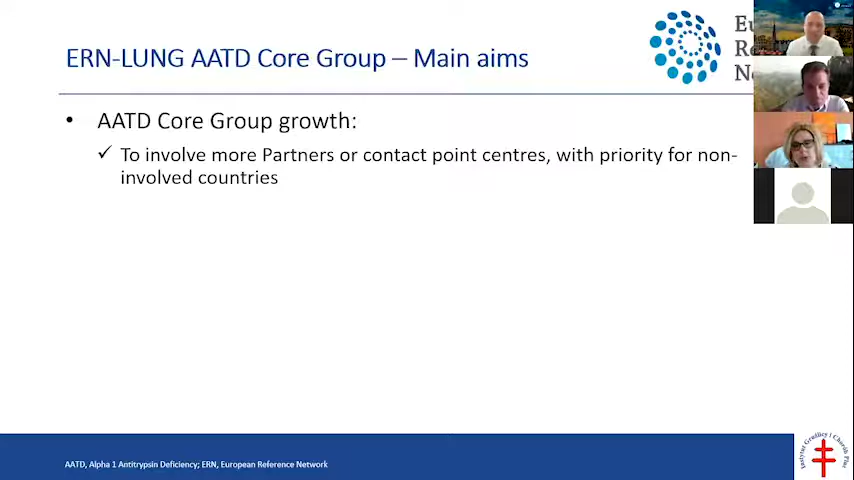 ERN-LUNG AATD Core Group – Main aims
• AATD Core Group growth:
✓ To involve more Partners or contact point centres, with priority for non-
involved countries
AATD, Alpha 1 Antitrypsin Deficiency; ERN, European Reference Network